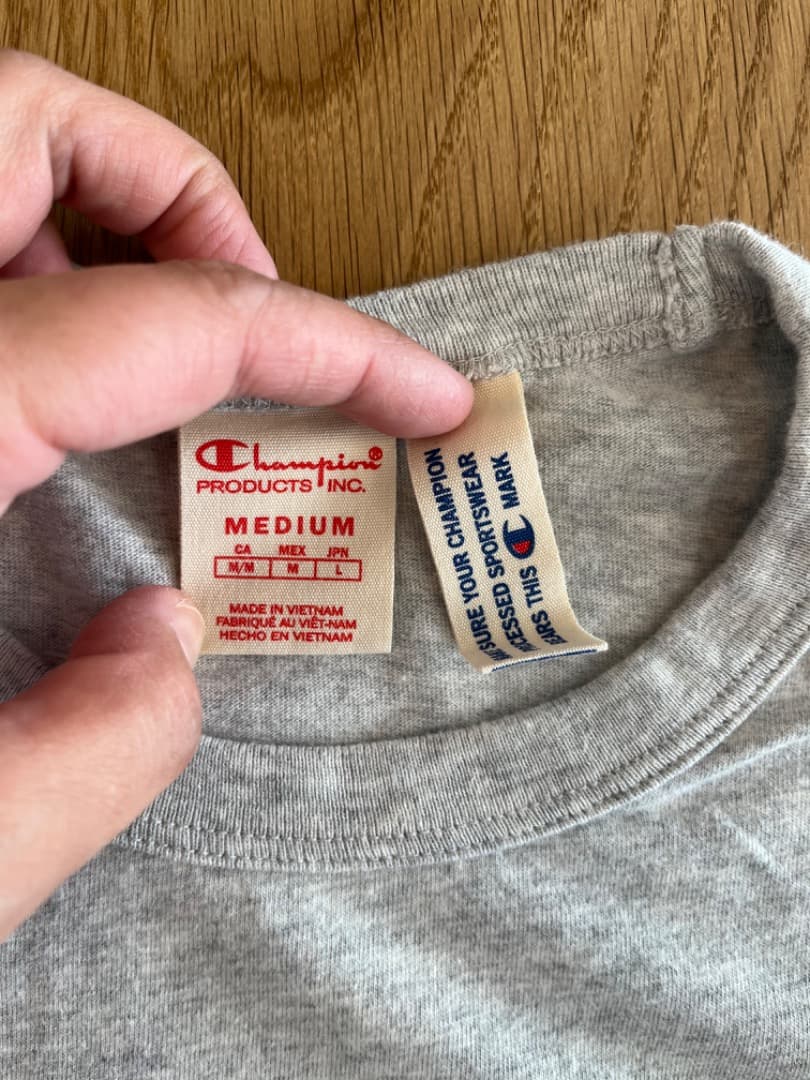 Champion®
PRODUCTS INC.
MEDIUM
CA MEX JPN
M/M M L
MADE IN VIETNAM
FABRIQUÉ AU VIÊT-NAM
HECHO EN VIETNAM
SURE YOUR CHAMPION
SPORTSWEAR
THIS C MARK